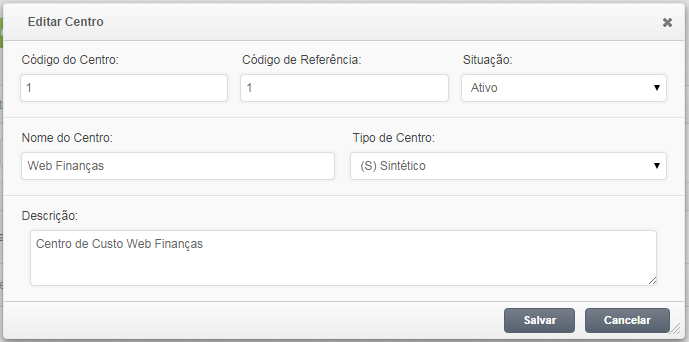 Editar Centro
Código do Centro: Código de Referência: Situação:
1 1 Ativo
Nome do Centro: Tipo de Centro:
Web Finanças (S) Sintético
Descrição:
Centro de Custo Web Finanças
Salvar Cancelar